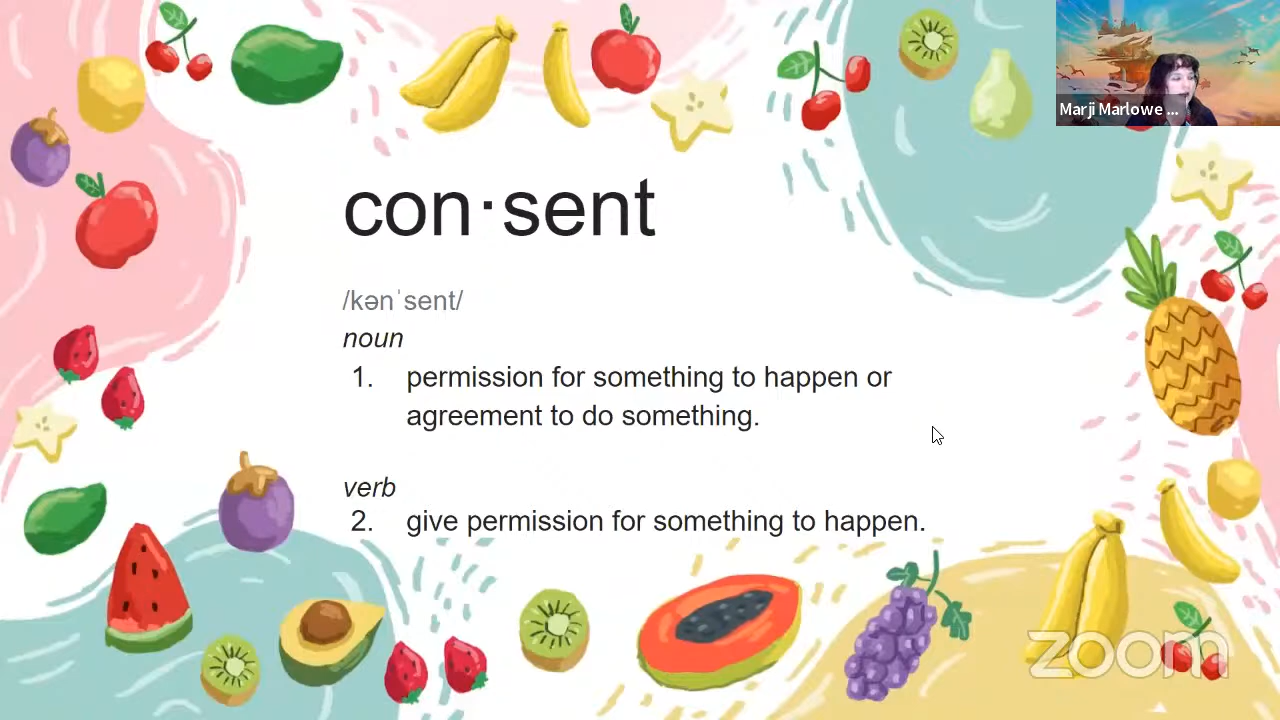 Marji Marlowe ...
con·sent
/kənˈsent/
noun
1. permission for something to happen or
agreement to do something.
verb
2. give permission for something to happen.
zoom